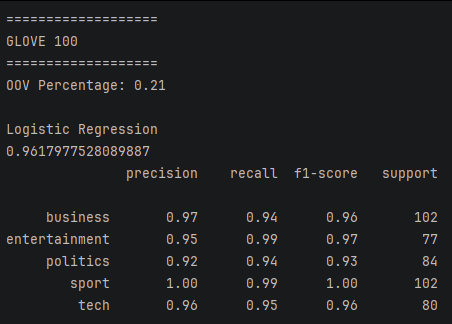 ===================
GLOVE 100
===================
OOV Percentage: 0.21
Logistic Regression
0.9617977528089887
precision recall f1-score support
business 0.97 0.94 0.96 102
entertainment 0.95 0.99 0.97 77
politics 0.92 0.94 0.93 84
sport 1.00 0.99 1.00 102
tech 0.96 0.95 0.96 80